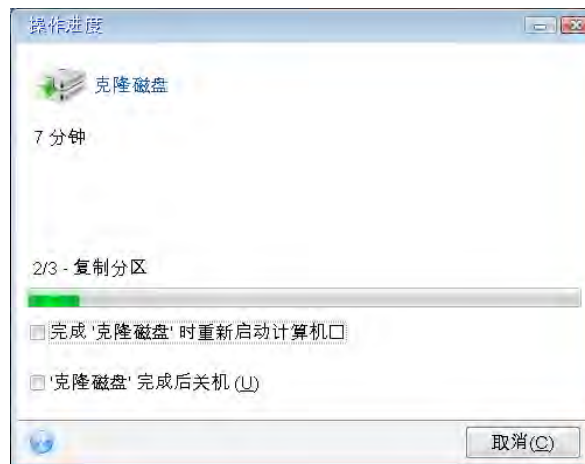 操作进度
克隆磁盘
7 分钟
2/3 - 复制分区
完成 '克隆磁盘' 时重新启动计算机口
'克隆磁盘' 完成后关机 (U)
取消(C)